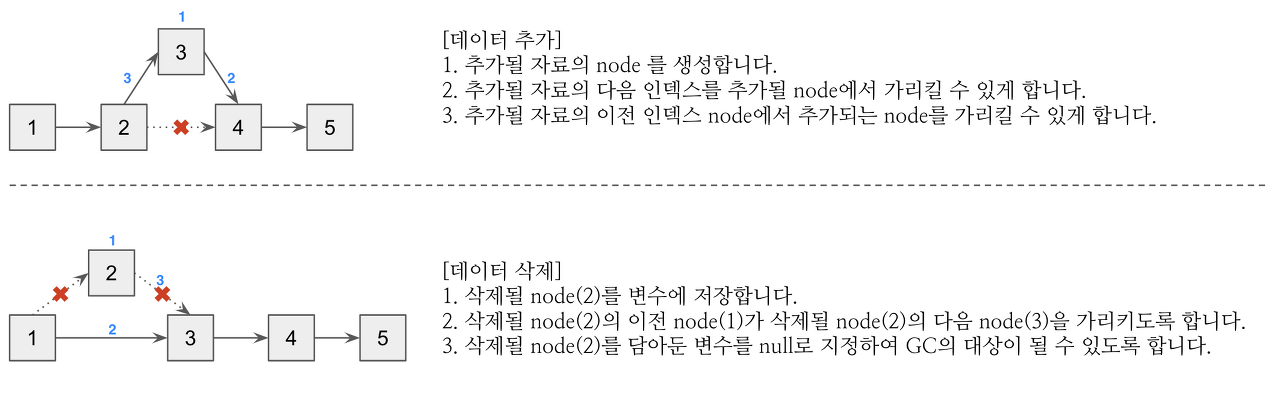 1
3
3
2
1
2
4
5
[데이터 추가]
1. 추가될 자료의 node 를 생성합니다.
2. 추가될 자료의 다음 인덱스를 추가될 node에서 가리킬 수 있게 합니다.
3. 추가될 자료의 이전 인덱스 node에서 추가되는 node를 가리킬 수 있게 합니다.
1
2
3
1
2
3
4
5
[데이터 삭제]
1. 삭제될 node(2)를 변수에 저장합니다.
2. 삭제될 node(2)의 이전 node(1)가 삭제될 node(2)의 다음 node(3)을 가리키도록 합니다.
3. 삭제될 node(2)를 담아둔 변수를 null로 지정하여 GC의 대상이 될 수 있도록 합니다.